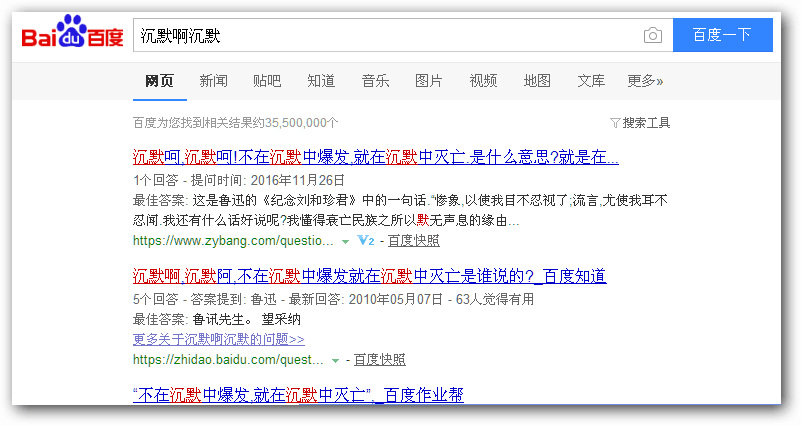 Bai du 百度 沉默啊沉默 百度一下
网页 新闻 贴吧 知道 音乐 图片 视频 地图 文库 更多»
百度为您找到相关结果约35,500,000个 搜索工具
沉默呵,沉默呵!不在沉默中爆发,就在沉默中灭亡.是什么意思?就是在...
1个回答 - 提问时间: 2016年11月26日
最佳答案: 这是鲁迅的《纪念刘和珍君》中的一句话.“惨象,以使我目不忍视了;流言,尤使我耳不
忍闻.我还有什么话好说呢?我懂得衰亡民族之所以默无声息的缘由...
https://www.zybang.com/questio... V2 - 百度快照
沉默啊,沉默阿,不在沉默中爆发就在沉默中灭亡是谁说的?_百度知道
5个回答 - 答案提到: 鲁迅 - 最新回答: 2010年05月07日 - 63人觉得有用
最佳答案: 鲁讯先生。 望采纳
更多关于沉默啊沉默的问题>>
https://zhidao.baidu.com/quest... - 百度快照
“不在沉默中爆发,就在沉默中灭亡”,_百度作业帮